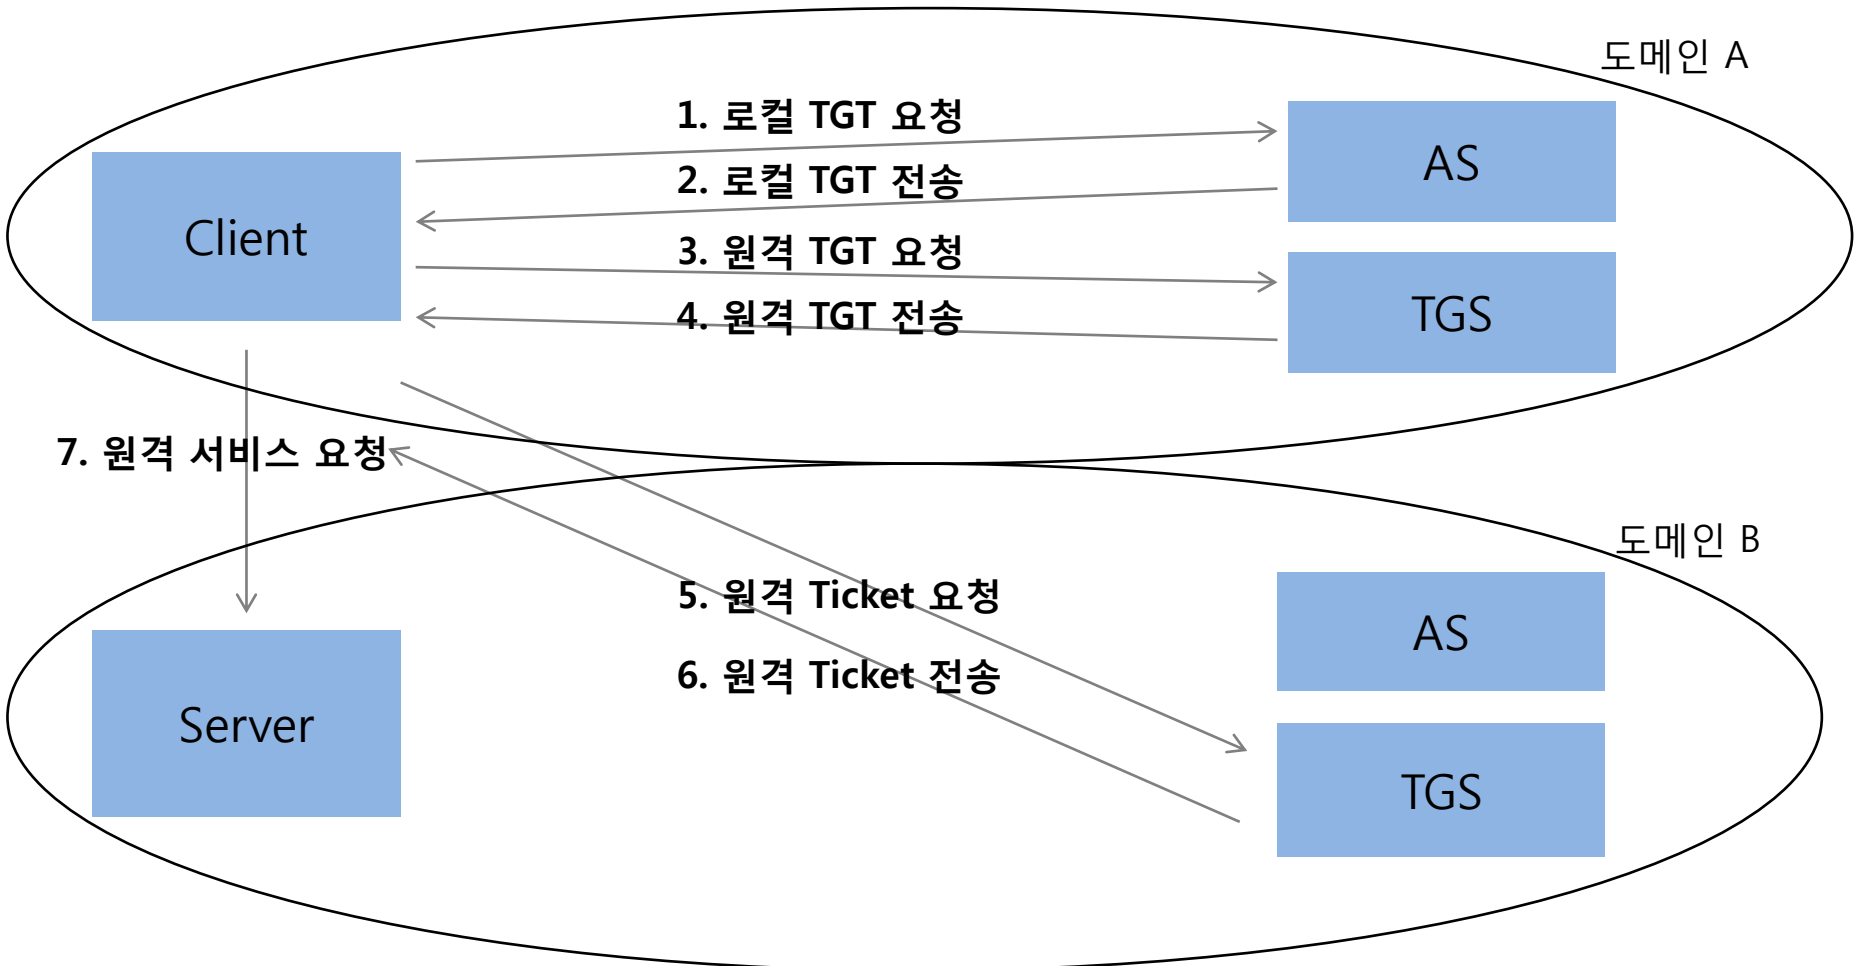 도메인 A
1. 로컬 TGT 요청
AS
2. 로컬 TGT 전송
Client
3. 원격 TGT 요청
4. 원격 TGT 전송
TGS
7. 원격 서비스 요청
도메인 B
5. 원격 Ticket 요청
AS
6. 원격 Ticket 전송
Server
TGS